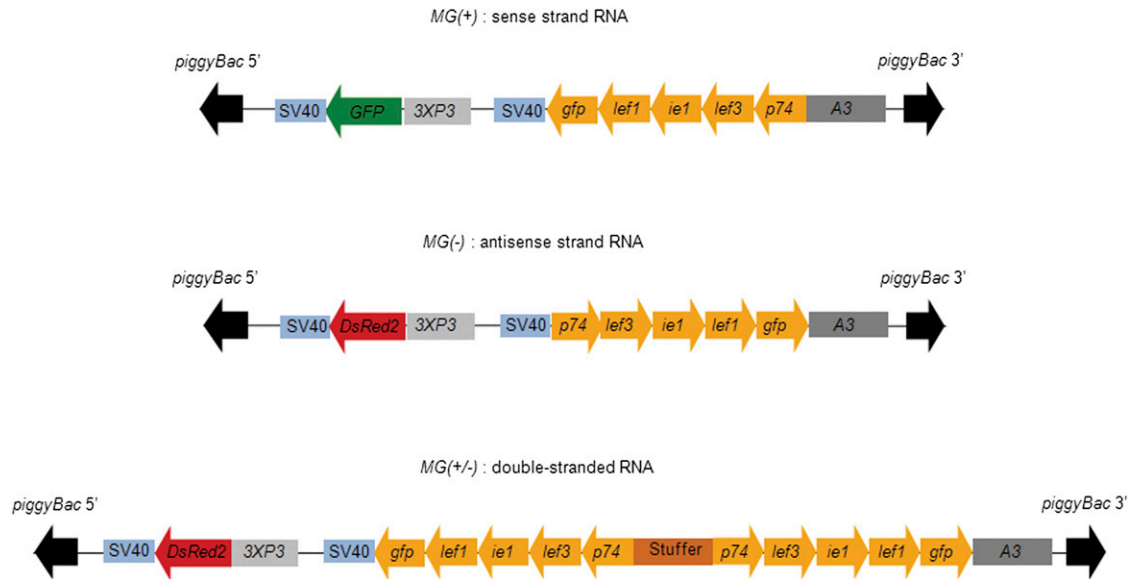 MG(+) : sense strand RNA
piggyBac 5’
piggyBac 3’
SV40 GFP 3XP3 SV40 gfp lef1 ie1 lef3 p74 A3
MG(-) : antisense strand RNA
piggyBac 5’
piggyBac 3’
SV40 DsRed2 3XP3 SV40 p74 lef3 ie1 lef1 gfp A3
MG(+/-) : double-stranded RNA
piggyBac 5’
piggyBac 3’
SV40 DsRed2 3XP3 SV40 gfp lef1 ie1 lef3 p74 Stuffer p74 lef3 ie1 lef1 gfp A3